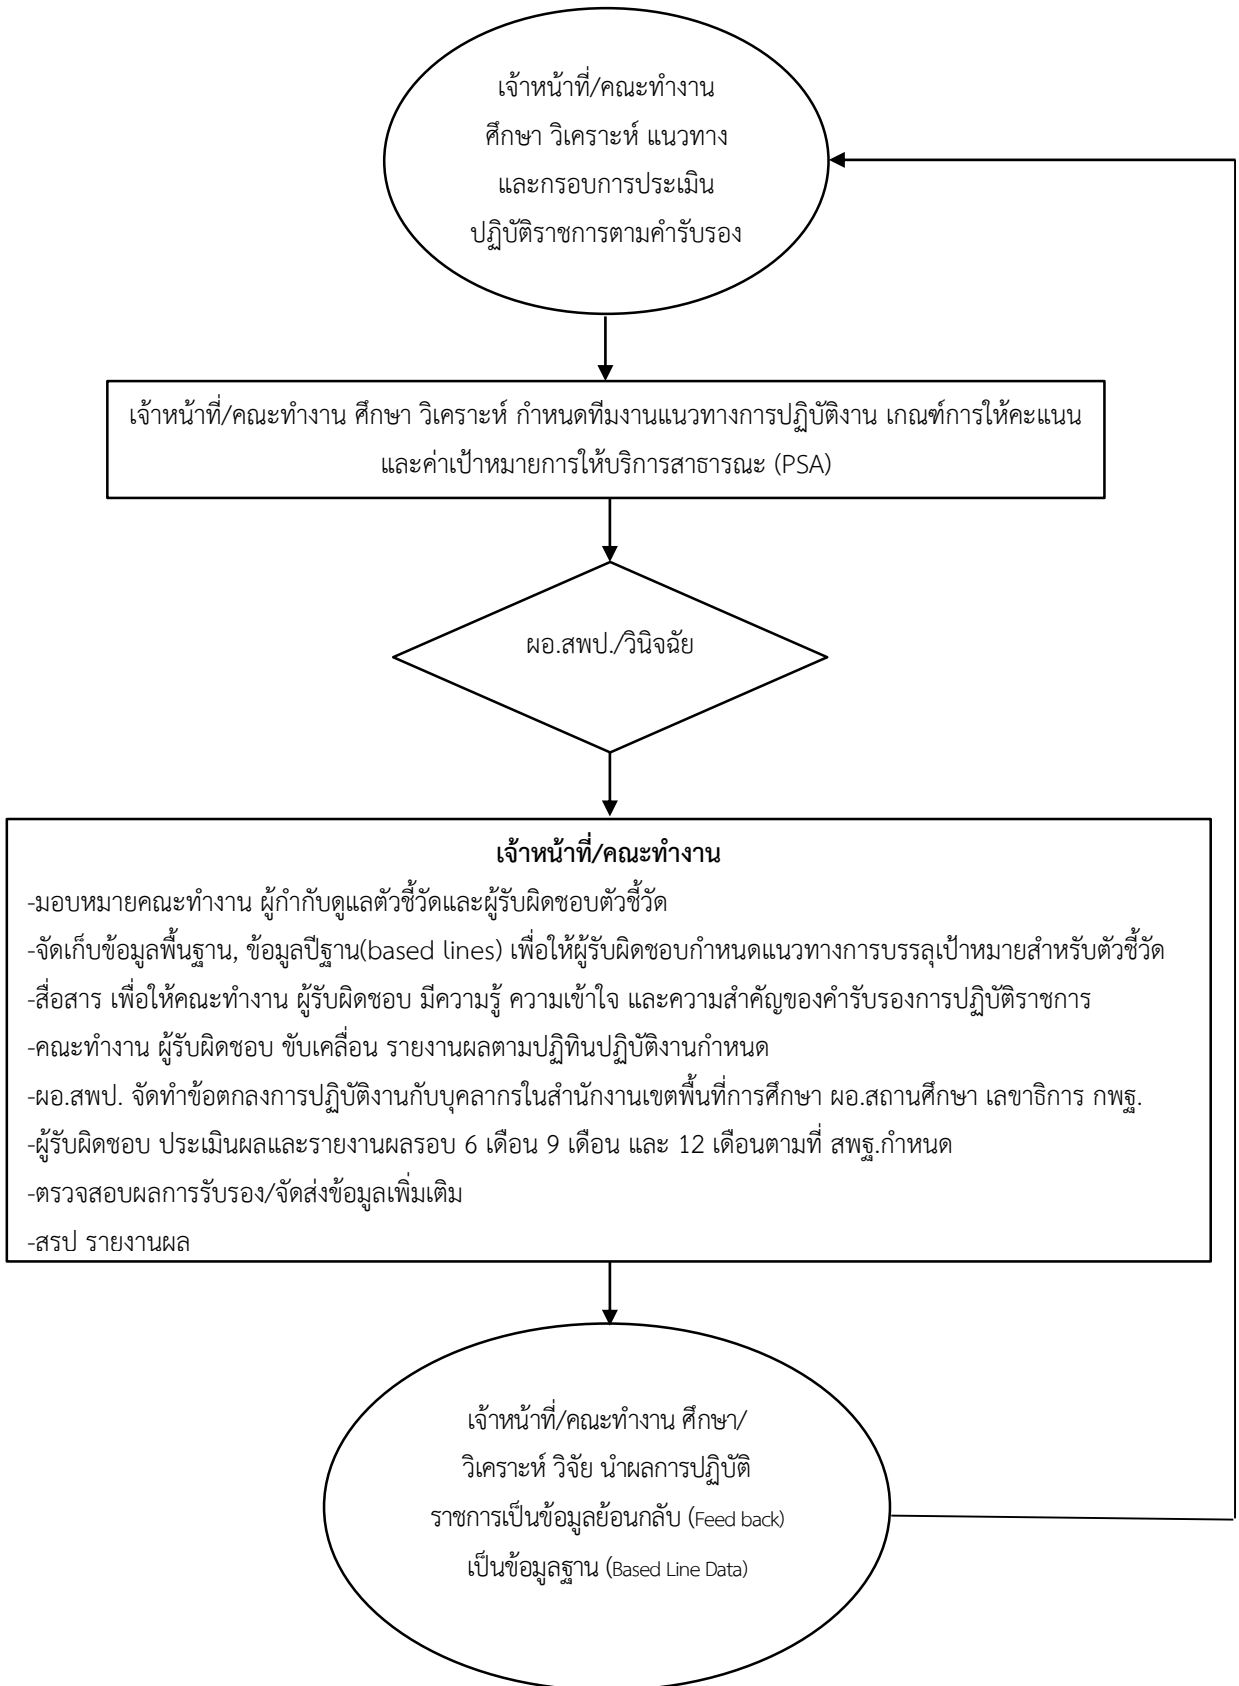 เจ้าหน้าที่/คณะทำงาน
ศึกษา วิเคราะห์ แนวทาง
และกรอบการประเมิน
ปฏิบัติราชการตามคำรับรอง
เจ้าหน้าที่/คณะทำงาน ศึกษา วิเคราะห์ กำหนดทีมงานแนวทางการปฏิบัติงาน เกณฑ์การให้คะแนน
และค่าเป้าหมายการให้บริการสาธารณะ (PSA)
ผอ.สพป./วินิจฉัย
เจ้าหน้าที่/คณะทำงาน
-มอบหมายคณะทำงาน ผู้กำกับดูแลตัวชี้วัดและผู้รับผิดชอบตัวชี้วัด
-จัดเก็บข้อมูลพื้นฐาน, ข้อมูลปีฐาน(based lines) เพื่อให้ผู้รับผิดชอบกำหนดแนวทางการบรรลุเป้าหมายสำหรับตัวชี้วัด
-สื่อสาร เพื่อให้คณะทำงาน ผู้รับผิดชอบ มีความรู้ ความเข้าใจ และความสำคัญของคำรับรองการปฏิบัติราชการ
-คณะทำงาน ผู้รับผิดชอบ ขับเคลื่อน รายงานผลตามปฏิทินปฏิบัติงานกำหนด
-ผอ.สพป. จัดทำข้อตกลงการปฏิบัติงานกับบุคลากรในสำนักงานเขตพื้นที่การศึกษา ผอ.สถานศึกษา เลขาธิการ กพฐ.
-ผู้รับผิดชอบ ประเมินผลและรายงานผลรอบ 6 เดือน 9 เดือน และ 12 เดือนตามที่ สพฐ.กำหนด
-ตรวจสอบผลการรับรอง/จัดส่งข้อมูลเพิ่มเติม
-สรุป รายงานผล
เจ้าหน้าที่/คณะทำงาน ศึกษา/
วิเคราะห์ วิจัย นำผลการปฏิบัติ
ราชการเป็นข้อมูลย้อนกลับ (Feed back)
เป็นข้อมูลฐาน (Based Line Data)